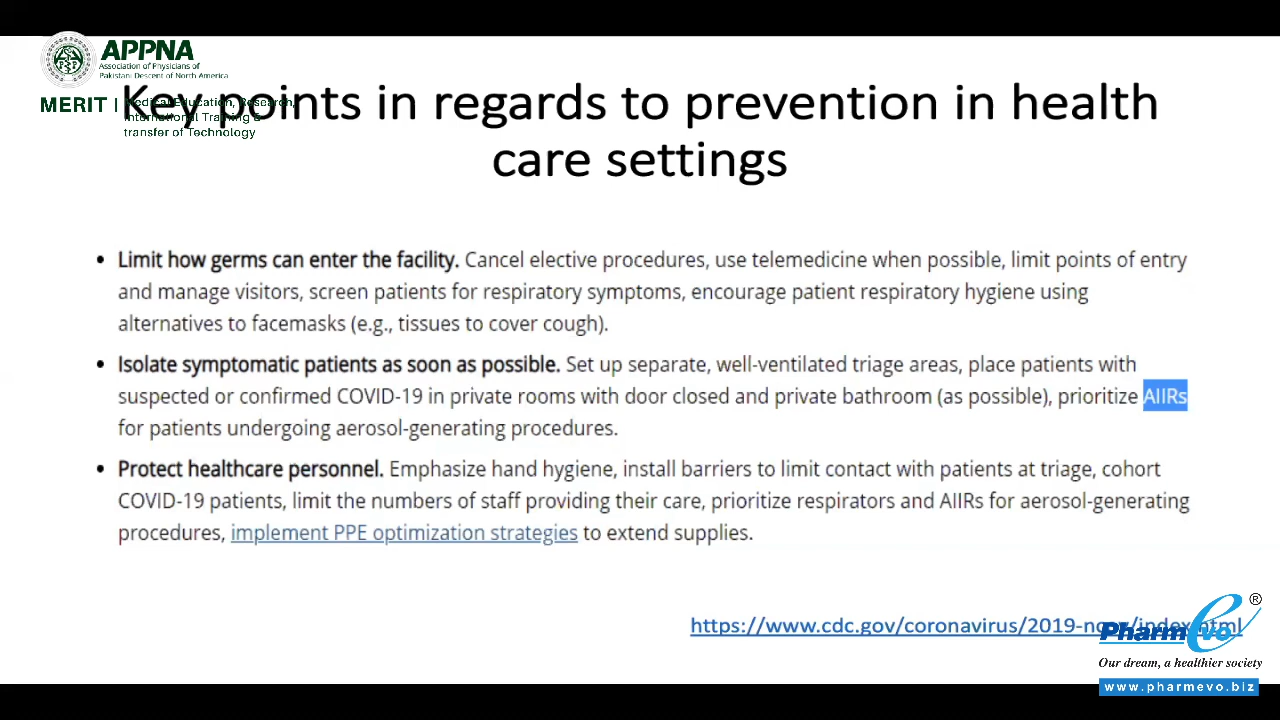 APPNA
Association of Physicians of
Pakistani Descent of North America
MERIT | Medical Education, Research,
International Training &
transfer of Technology
Key points in regards to prevention in health
care settings
• Limit how germs can enter the facility. Cancel elective procedures, use telemedicine when possible, limit points of entry
and manage visitors, screen patients for respiratory symptoms, encourage patient respiratory hygiene using
alternatives to facemasks (e.g., tissues to cover cough).
• Isolate symptomatic patients as soon as possible. Set up separate, well-ventilated triage areas, place patients with
suspected or confirmed COVID-19 in private rooms with door closed and private bathroom (as possible), prioritize AIIRs
for patients undergoing aerosol-generating procedures.
• Protect healthcare personnel. Emphasize hand hygiene, install barriers to limit contact with patients at triage, cohort
COVID-19 patients, limit the numbers of staff providing their care, prioritize respirators and AIIRs for aerosol-generating
procedures, implement PPE optimization strategies to extend supplies.
https://www.cdc.gov/coronavirus/2019-ncov/index.html
PharmEvo ®
Our dream, a healthier society
www.pharmevo.biz